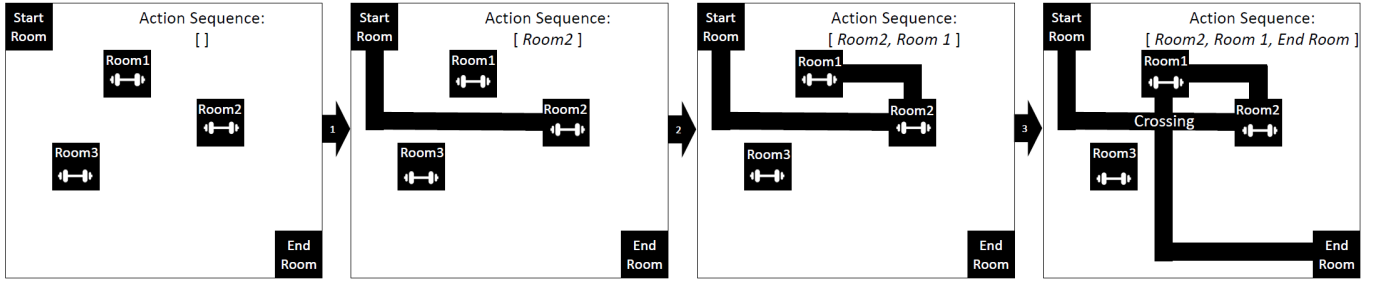 Start
Room
Action Sequence:
[ ]
Room1
Room2
Room3
End
Room
1
Start
Room
Action Sequence:
[ Room2 ]
Room1
Room2
Room3
End
Room
2
Start
Room
Action Sequence:
[ Room2, Room 1 ]
Room1
Room2
Room3
End
Room
3
Start
Room
Action Sequence:
[ Room2, Room 1, End Room ]
Room1
Room2
Crossing
Room3
End
Room